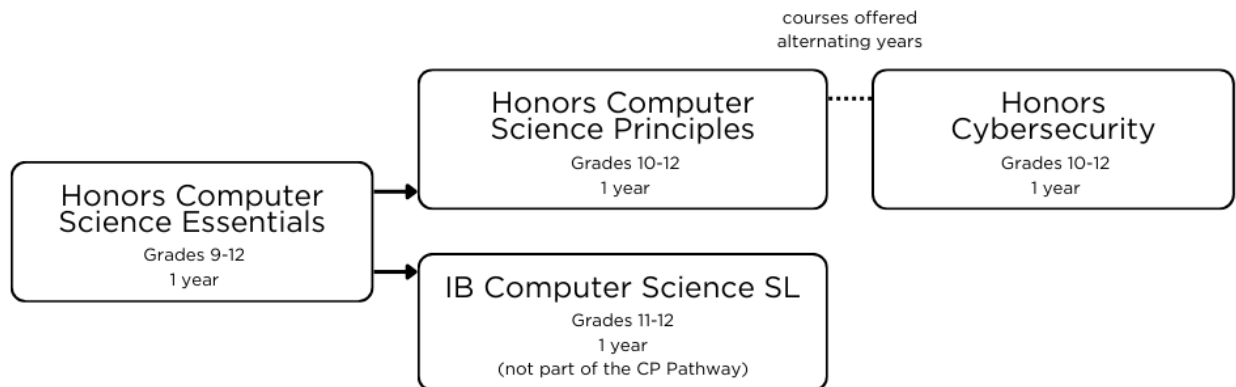 courses offered
alternating years
Honors Computer
Science Principles
Grades 10-12
1 year
Honors
Cybersecurity
Grades 10-12
1 year
Honors Computer
Science Essentials
Grades 9-12
1 year
IB Computer Science SL
Grades 11-12
1 year
(not part of the CP Pathway)